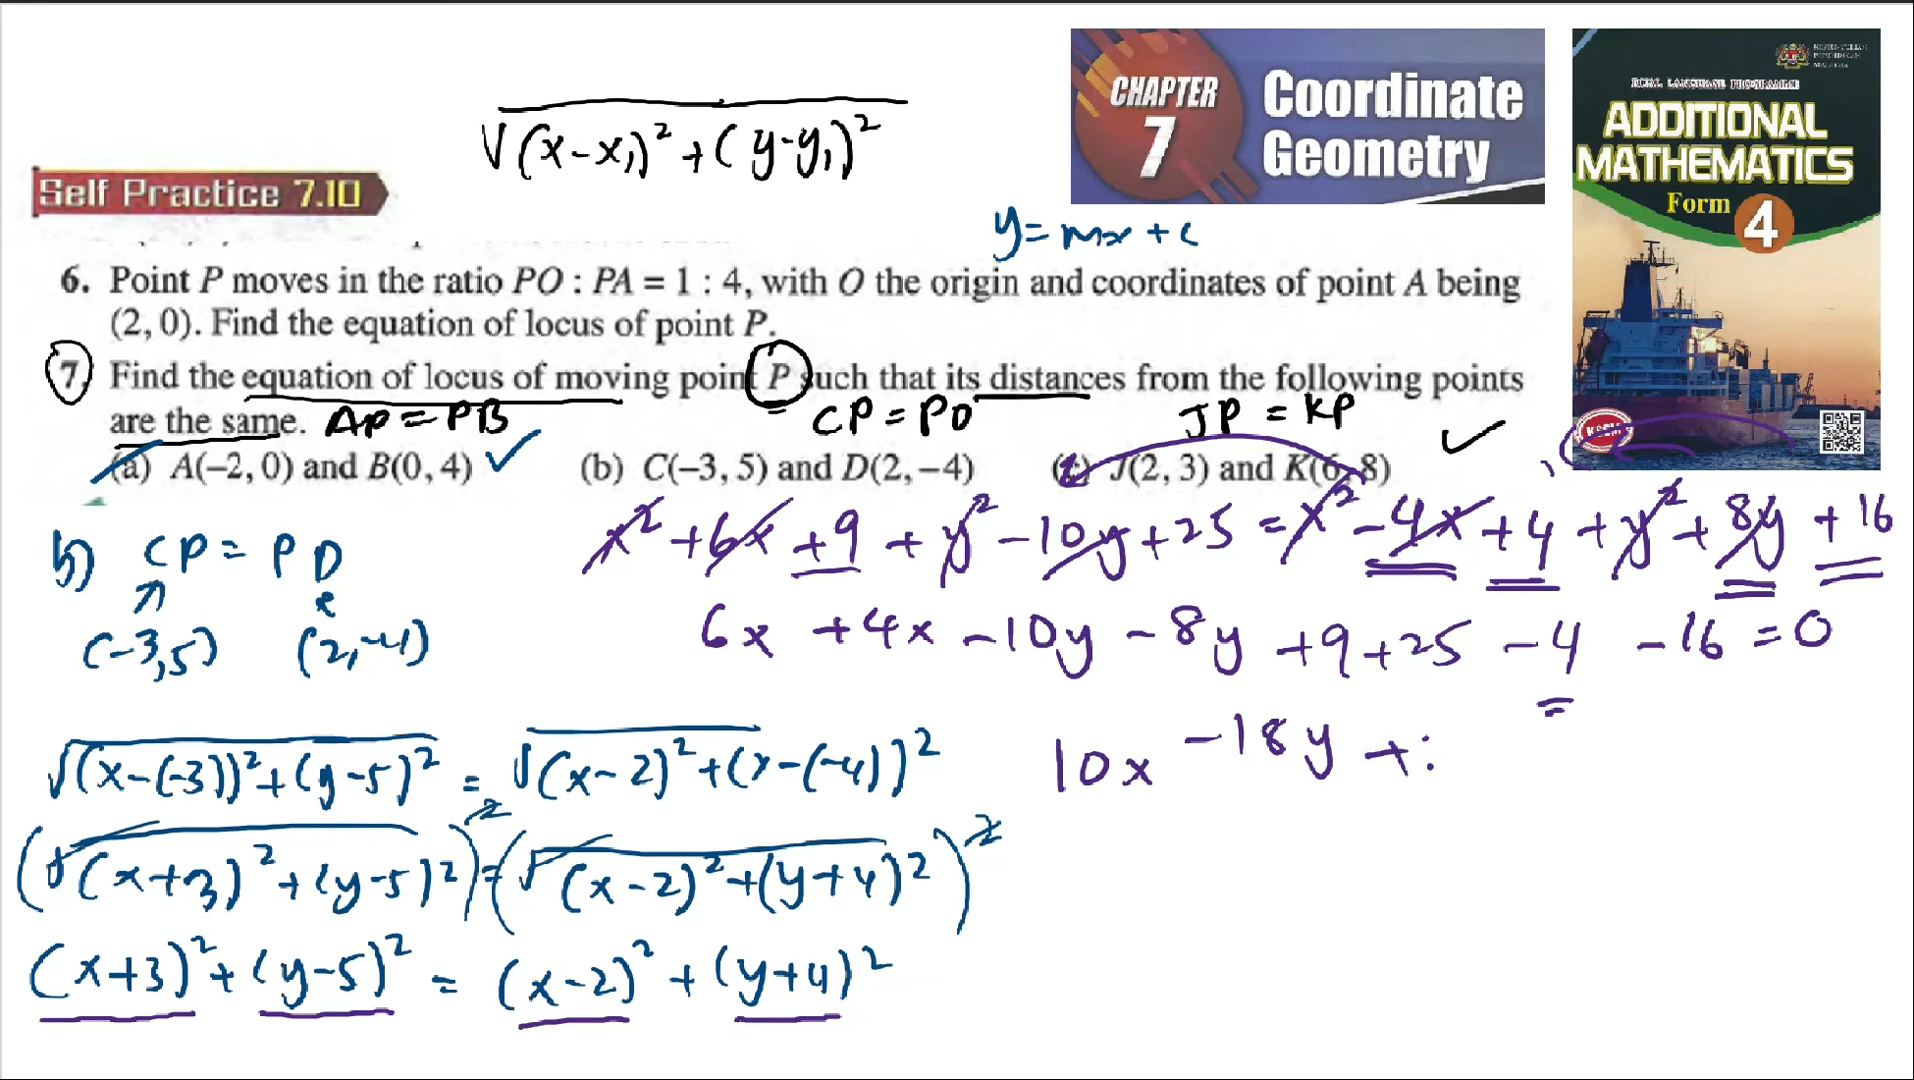 √(x-x₁)² + (y-y₁)²
CHAPTER 7 Coordinate Geometry
KEMENTERIAN PENDIDIKAN MALAYSIA
DUAL LANGUAGE PROGRAMME
ADDITIONAL MATHEMATICS
Form 4
Self Practice 7.10
y = mx + c
6. Point P moves in the ratio PO : PA = 1 : 4, with O the origin and coordinates of point A being
(2, 0). Find the equation of locus of point P.
7. Find the equation of locus of moving point P such that its distances from the following points
are the same. AP = PB CP = PD JP = KP
(a) A(−2, 0) and B(0, 4) ✓ (b) C(−3, 5) and D(2, −4) (c) J(2, 3) and K(6, 8) ✓
KSSM
b) CP = PD
(-3,5) (2,-4)
√(x-(-3))² + (y-5)² = √(x-2)² + (y-(-4))²
(√(x+3)² + (y-5)²)² = (√(x-2)² + (y+4)²)²
(x+3)² + (y-5)² = (x-2)² + (y+4)²
x² + 6x + 9 + y² - 10y + 25 = x² - 4x + 4 + y² + 8y + 16
6x + 4x - 10y - 8y + 9 + 25 - 4 - 16 = 0
10x - 18y +